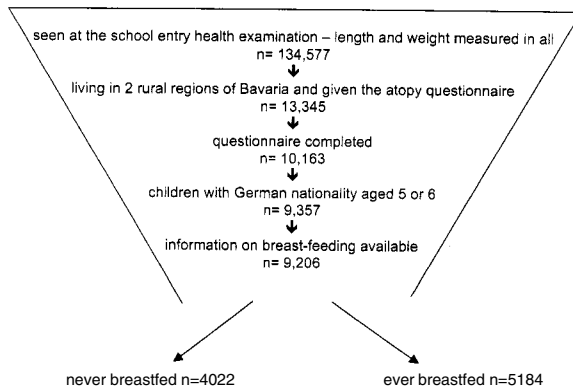 seen at the school entry health examination – length and weight measured in all
n= 134,577
living in 2 rural regions of Bavaria and given the atopy questionnaire
n= 13,345
questionnaire completed
n= 10,163
children with German nationality aged 5 or 6
n= 9,357
information on breast-feeding available
n= 9,206
never breastfed n=4022 ever breastfed n=5184